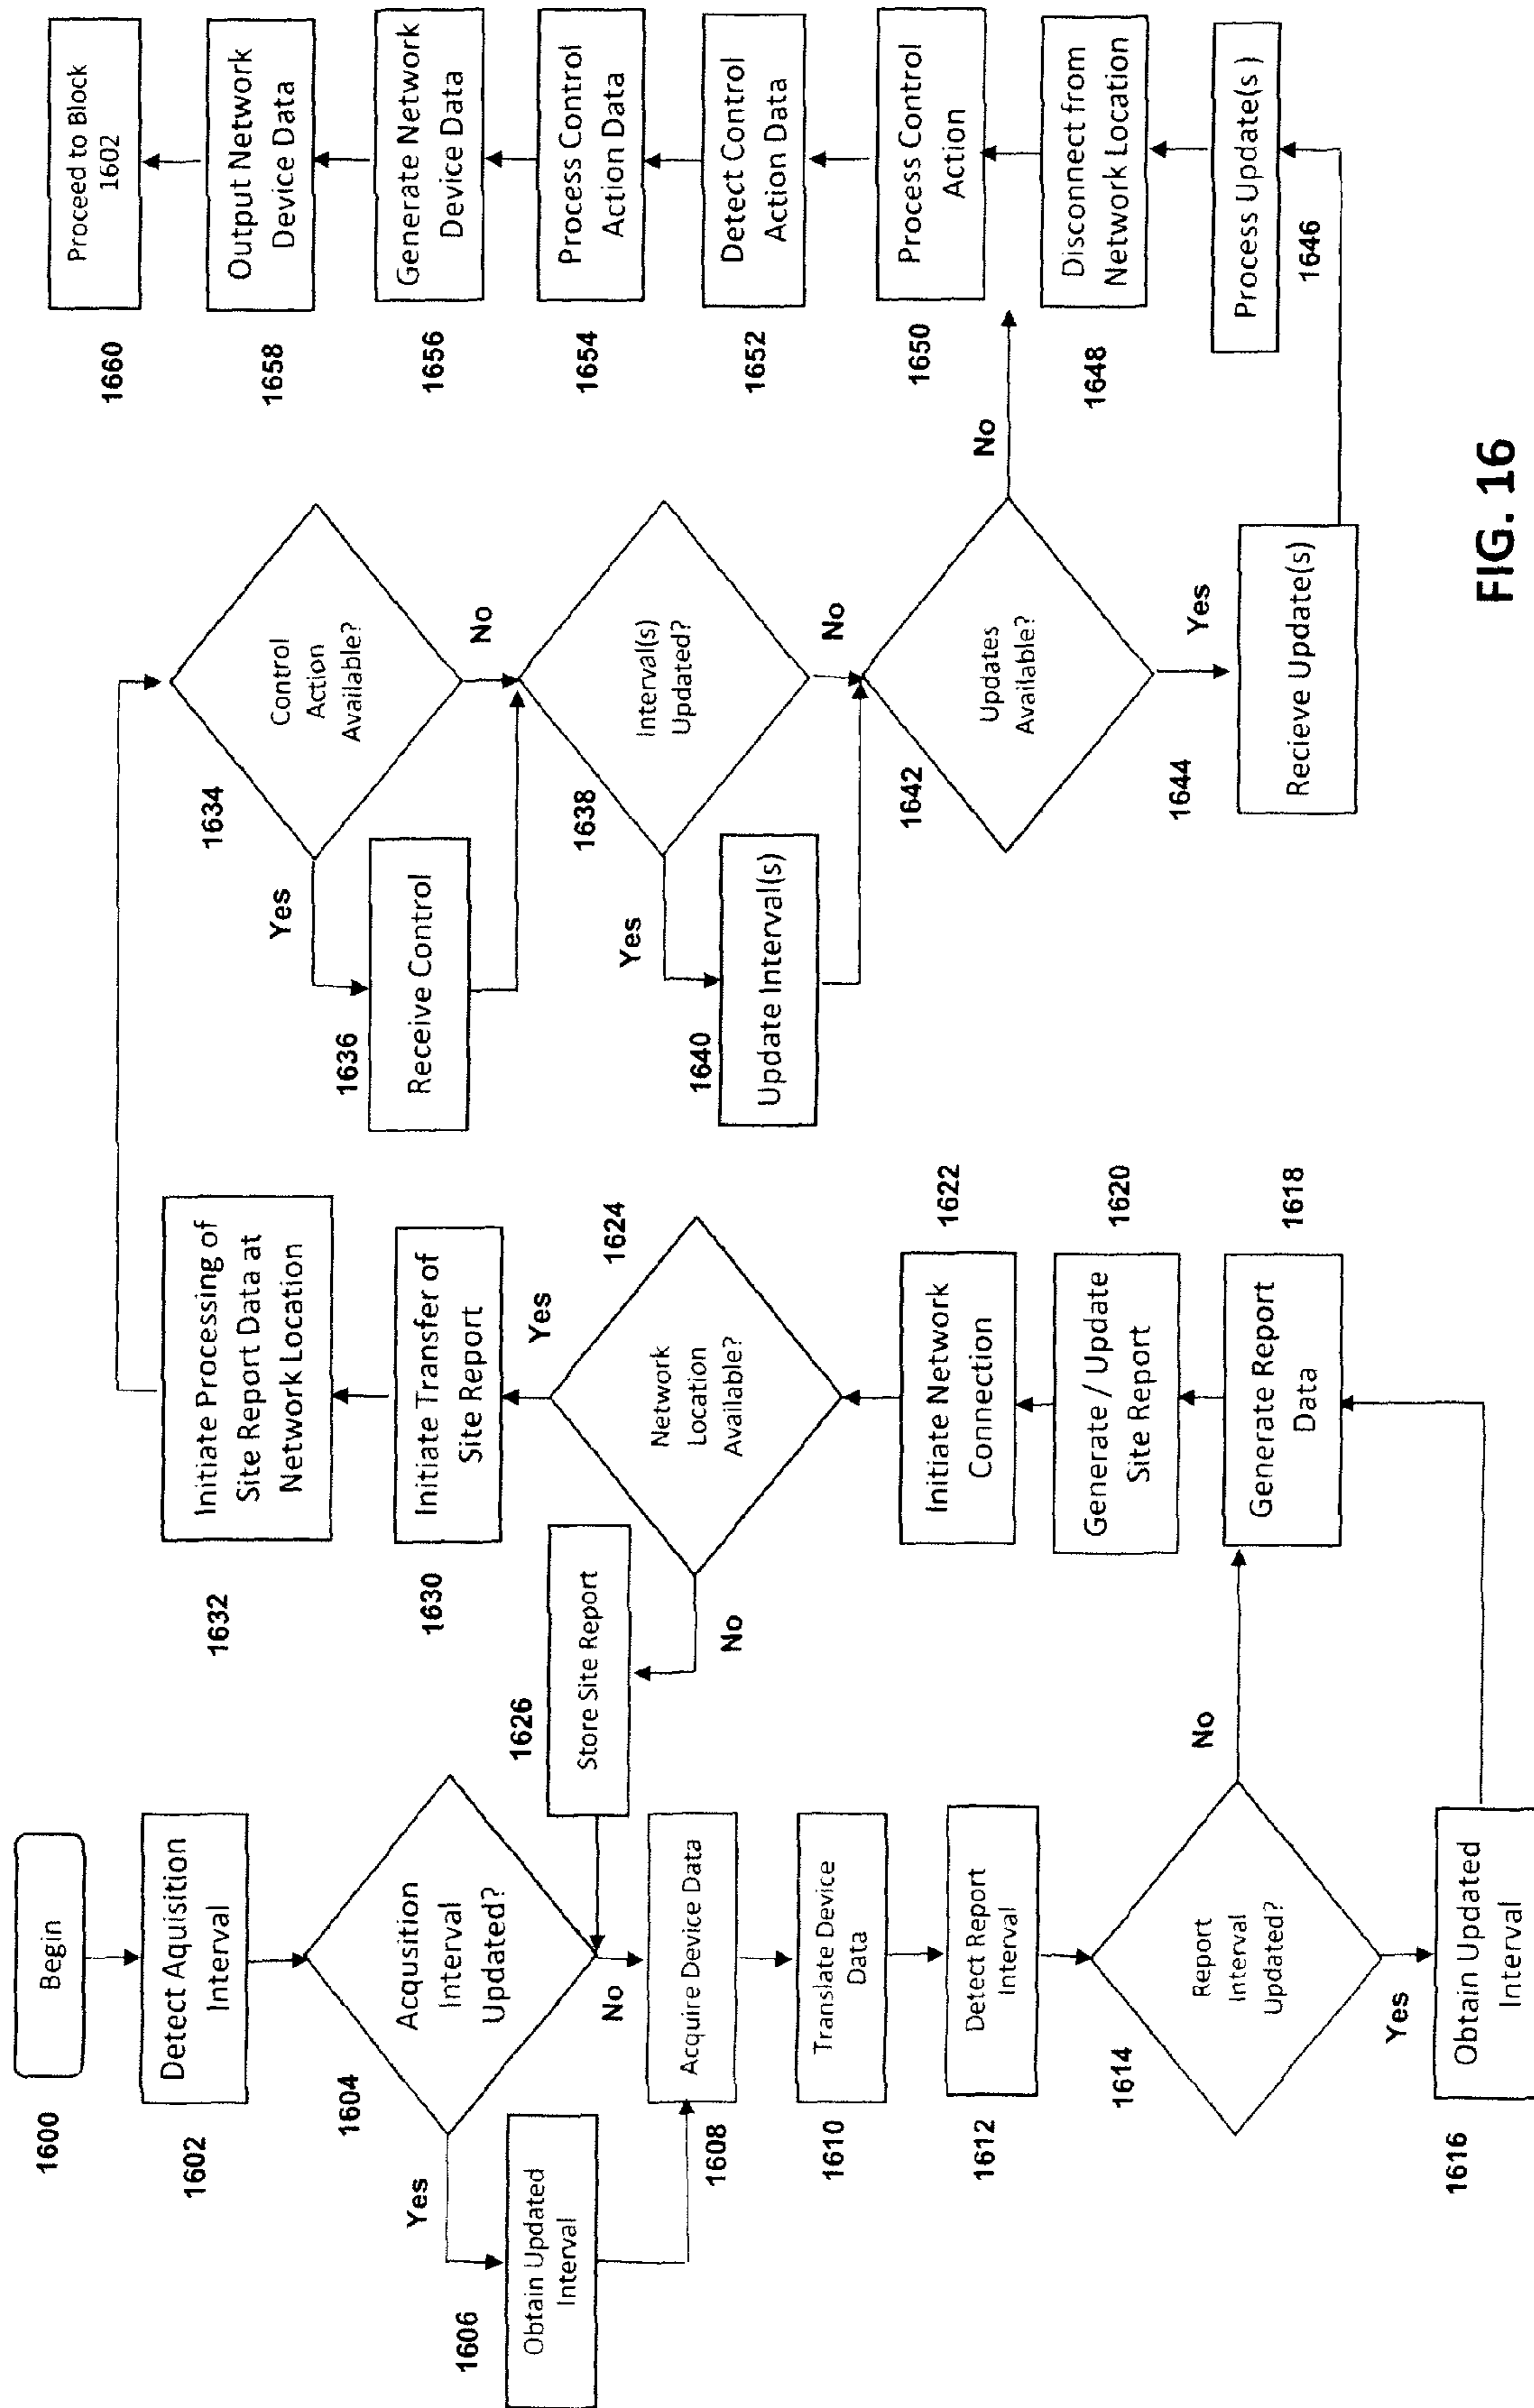 1600
Begin
1602
Detect Aquisition
Interval
1604
Acqusition
Interval
Updated?
Yes
No
1606
Obtain Updated
Interval
1608
Acquire Device Data
1610
Translate Device
Data
1612
Detect Report
Interval
1614
Report
Interval
Updated?
No
Yes
1616
Obtain Updated
Interval
1618
Generate Report
Data
1620
Generate / Update
Site Report
1622
Initiate Network
Connection
1624
Network
Location
Available?
No
Yes
1626
Store Site Report
1630
Initiate Transfer of
Site Report
1632
Initiate Processing of
Site Report Data at
Network Location
1634
Control
Action
Available?
Yes
No
1636
Receive Control
1638
Interval(s)
Updated?
Yes
No
1640
Update Interval(s)
1642
Updates
Available?
No
Yes
1644
Recieve Update(s)
1646
Process Update(s )
1648
Disconnect from
Network Location
1650
Process Control
Action
1652
Detect Control
Action Data
1654
Process Control
Action Data
1656
Generate Network
Device Data
1658
Output Network
Device Data
1660
Proceed to Block
1602
FIG. 16